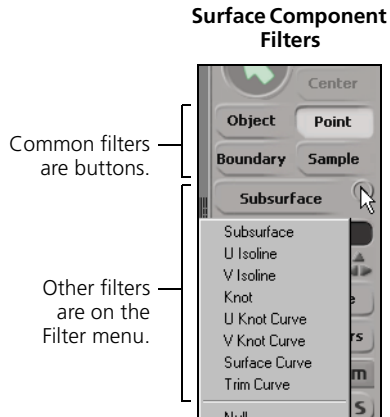 Surface Component
Filters
Center
Object Point
Common filters
are buttons.
Boundary Sample
Subsurface
Subsurface
U Isoline
V Isoline
Knot
U Knot Curve
V Knot Curve
Surface Curve
Trim Curve
Other filters
are on the
Filter menu.
Null